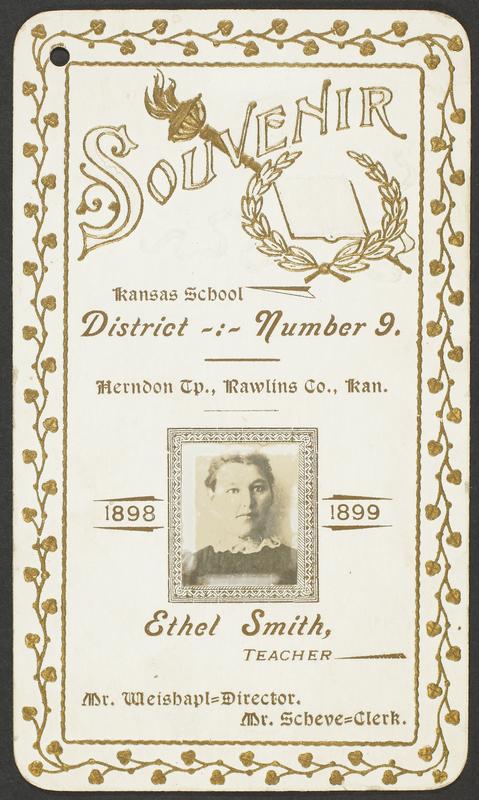 SOUVENIR
Kansas School
District -:- Number 9.
Herndon Tp., Rawlins Co., Kan.
1898 1899
Ethel Smith,
TEACHER
Mr. Weishapl=Director.
Mr. Scheve=Clerk.